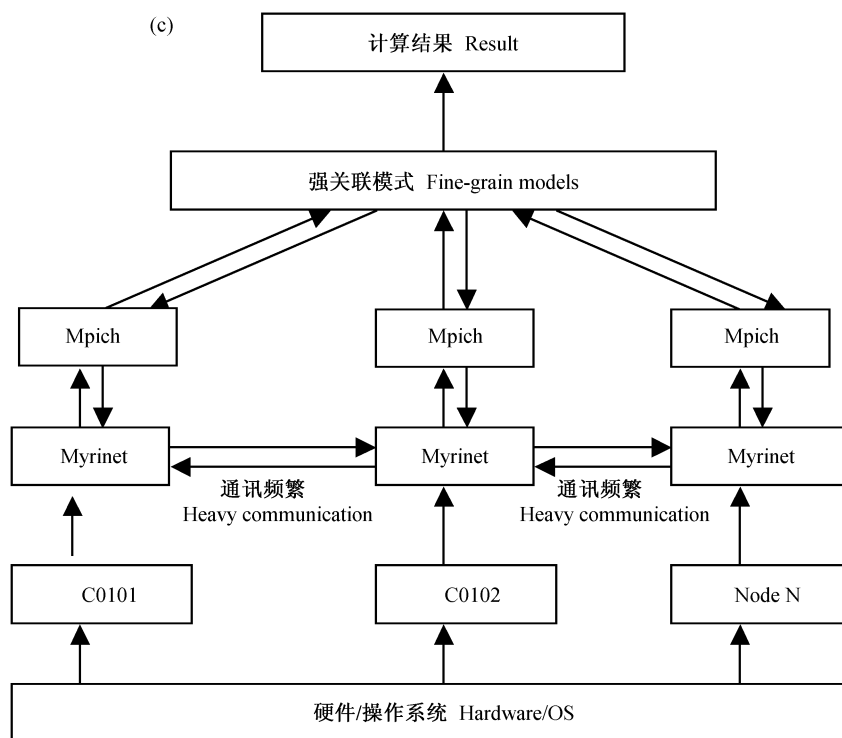 (c)
计算结果 Result
强关联模式 Fine-grain models
Mpich Mpich Mpich
Myrinet Myrinet Myrinet
通讯频繁 通讯频繁
Heavy communication Heavy communication
C0101 C0102 Node N
硬件/操作系统 Hardware/OS